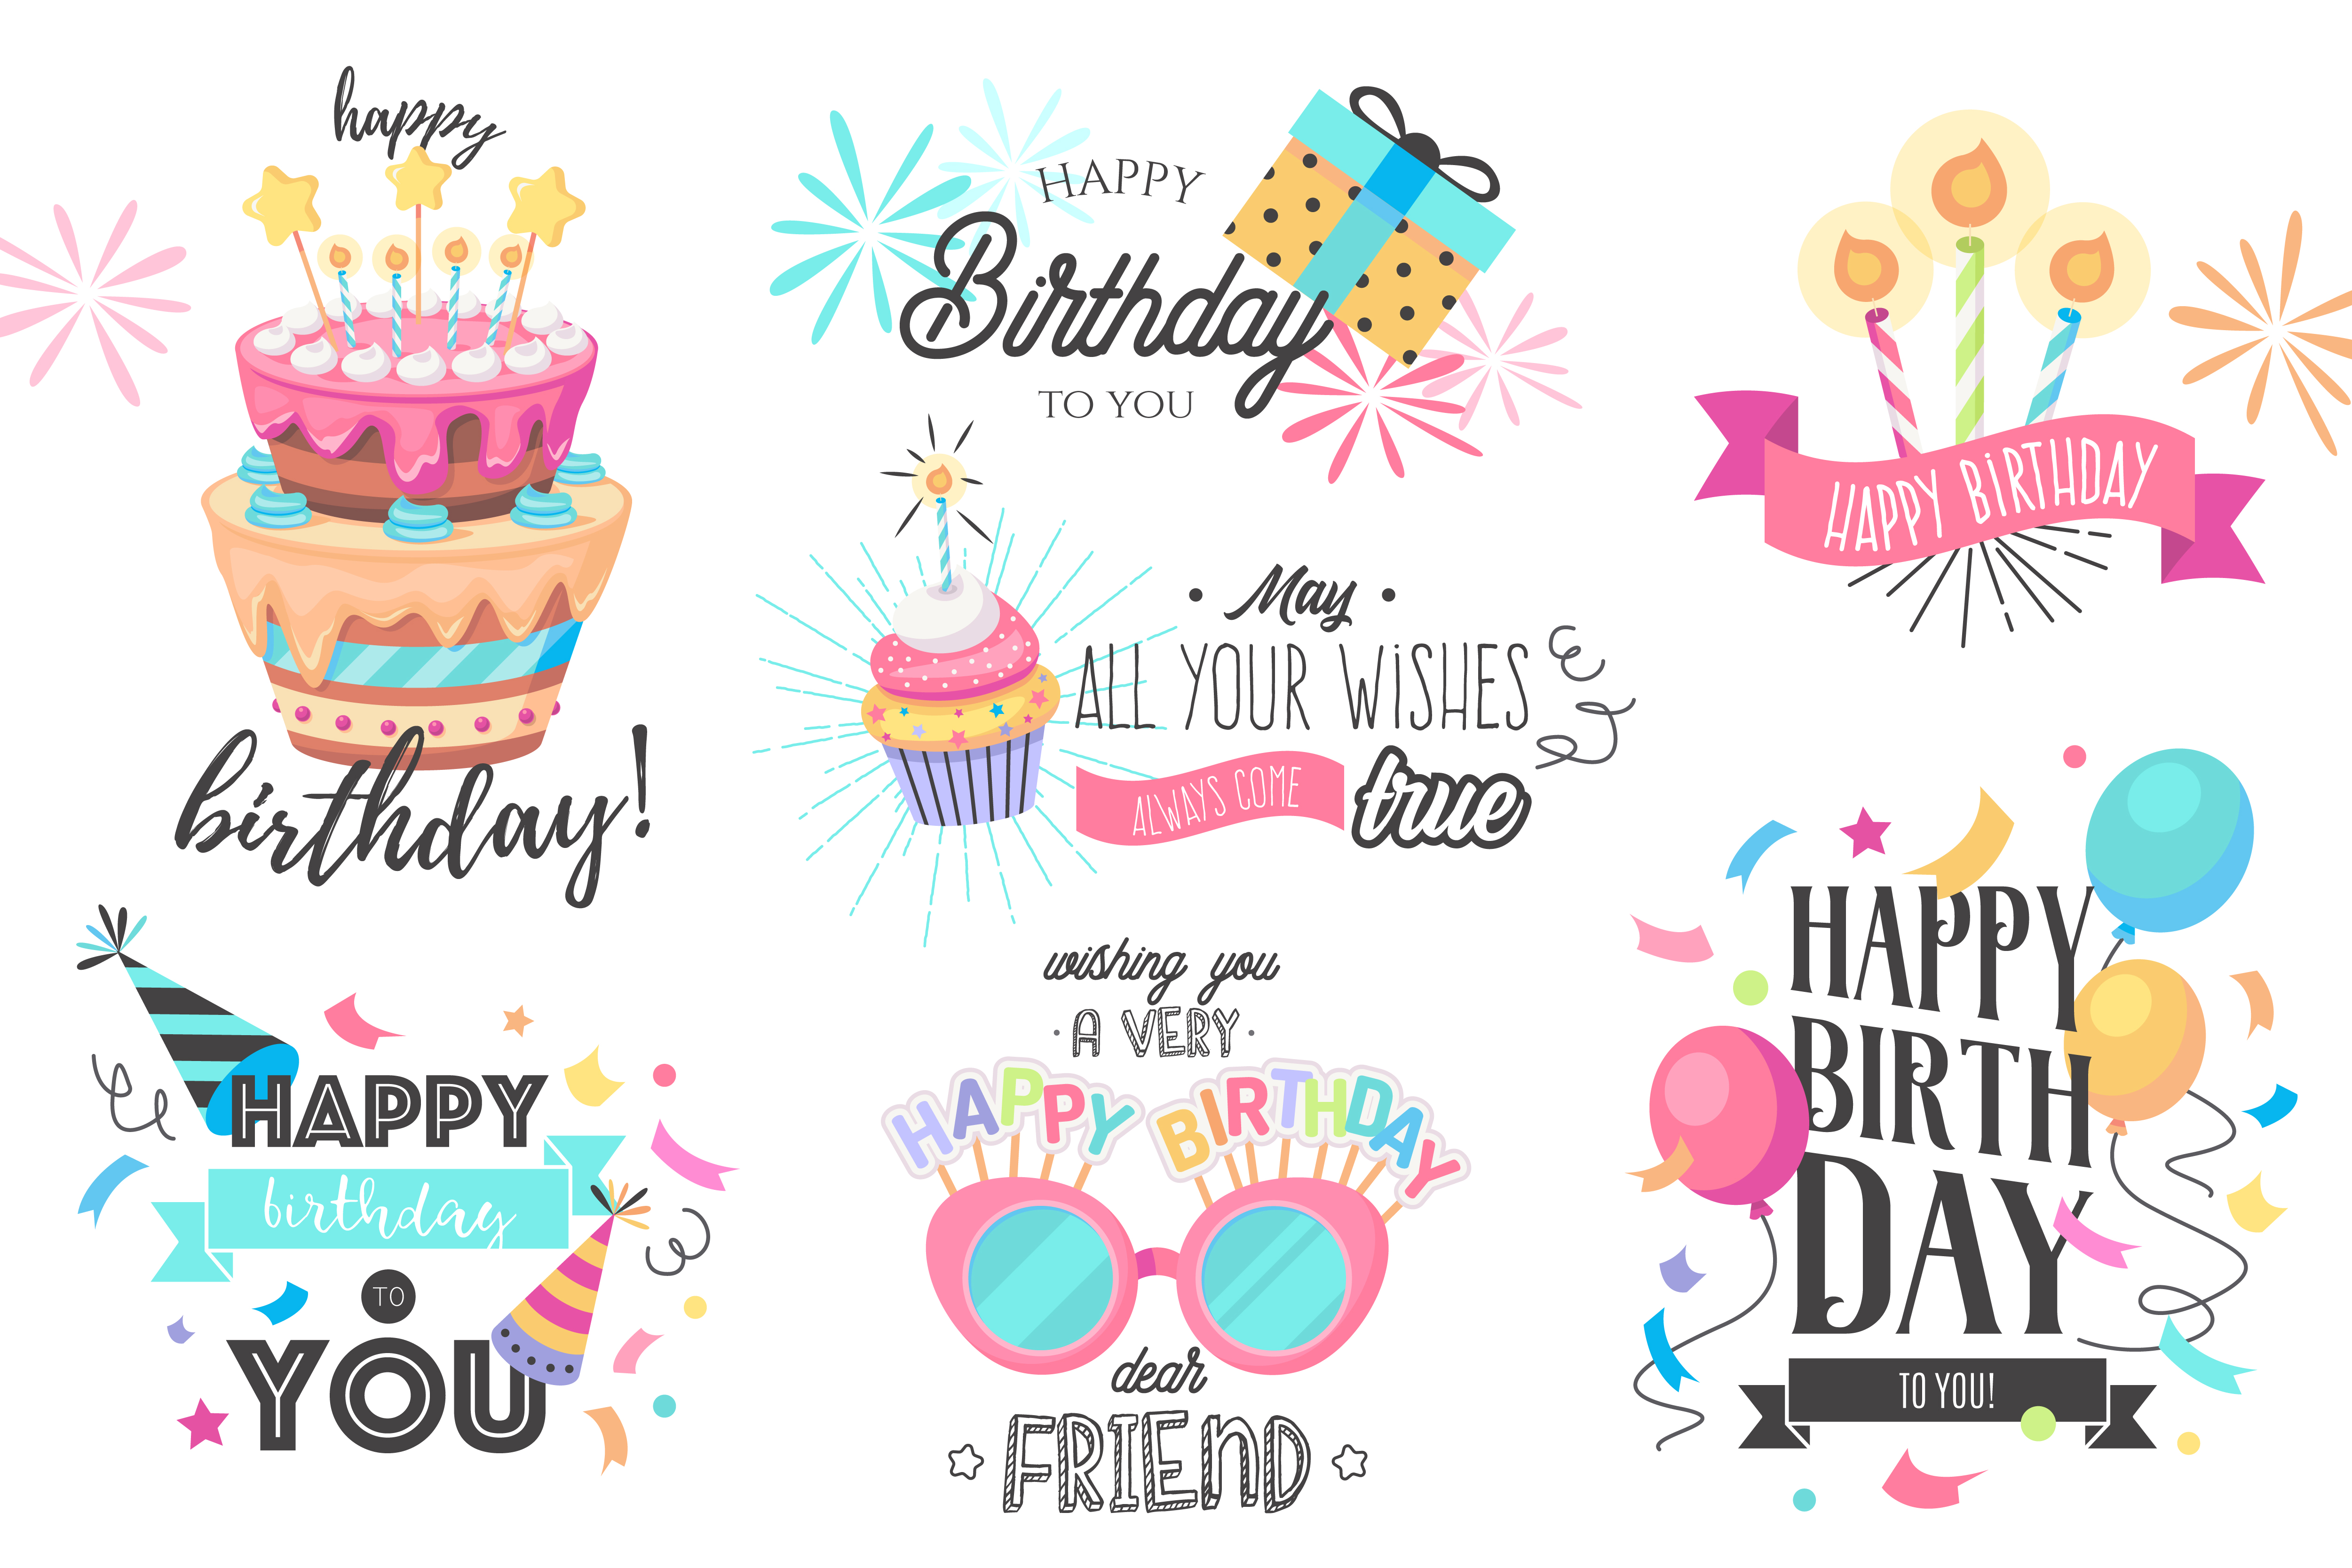 happy
birthday!
HAPPY
Birthday
TO YOU
HAPPY BiRTHDAY
May
ALL YOUR WiSHES
ALWAYS COME
true
HAPPY
birthday
TO
YOU
wishing you
A VERY
HAPPY BIRTHDAY
dear
FRIEnD
HAPPY
BIRTH
DAY
TO YOU!